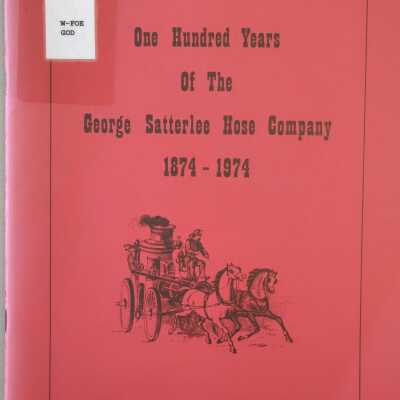 W-FOE
GOD
One Hundred Years
Of The
George Satterlee Hose Company
1874 - 1974